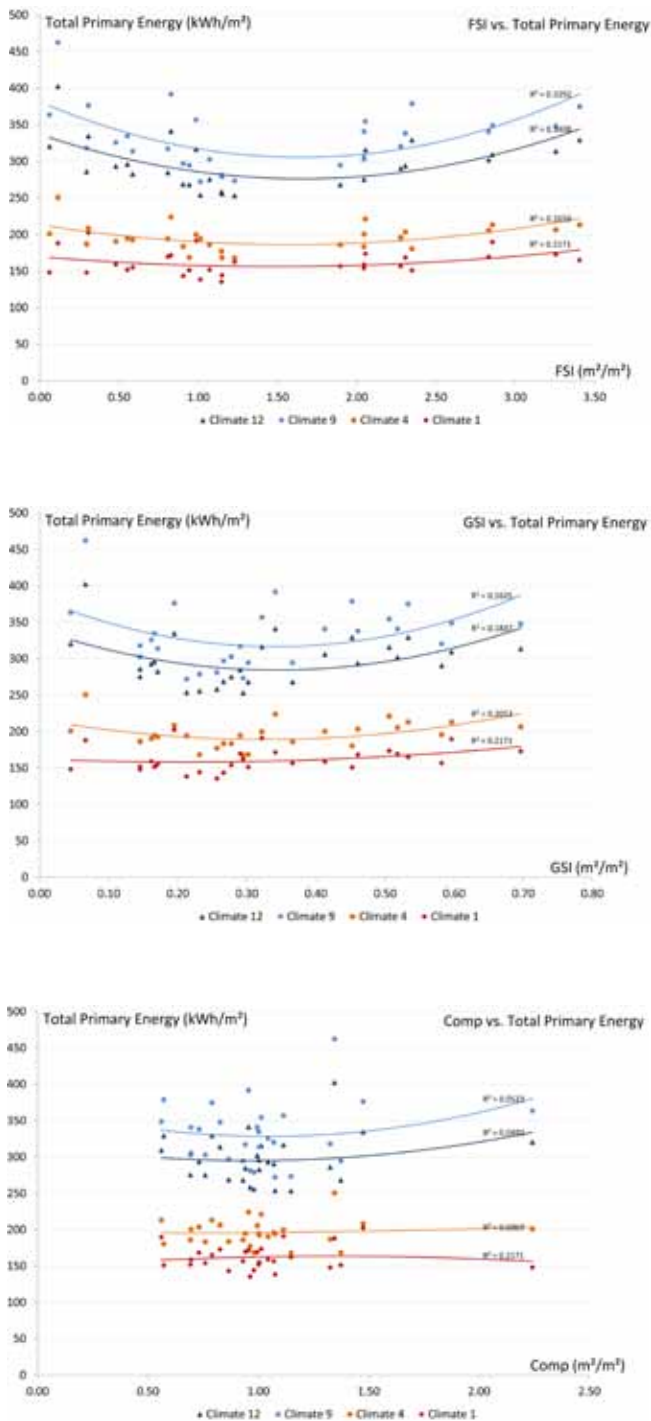 Total Primary Energy (kWh/m²) FSI vs. Total Primary Energy
500
450
400
350
300
250
200
150
100
50
0
FSI (m²/m²)
0.00 0.50 1.00 1.50 2.00 2.50 3.00 3.50
Climate 12 Climate 9 Climate 4 Climate 1
Total Primary Energy (kWh/m²) GSI vs. Total Primary Energy
500
450
400
350
300
250
200
150
100
50
0
R² = 0.2171
GSI (m²/m²)
0.00 0.10 0.20 0.30 0.40 0.50 0.60 0.70 0.80
Climate 12 Climate 9 Climate 4 Climate 1
Total Primary Energy (kWh/m²) Comp vs. Total Primary Energy
500
450
400
350
300
250
200
150
100
50
0
R² = 0.2171
Comp (m²/m²)
0.00 0.50 1.00 1.50 2.00 2.50
Climate 12 Climate 9 Climate 4 Climate 1